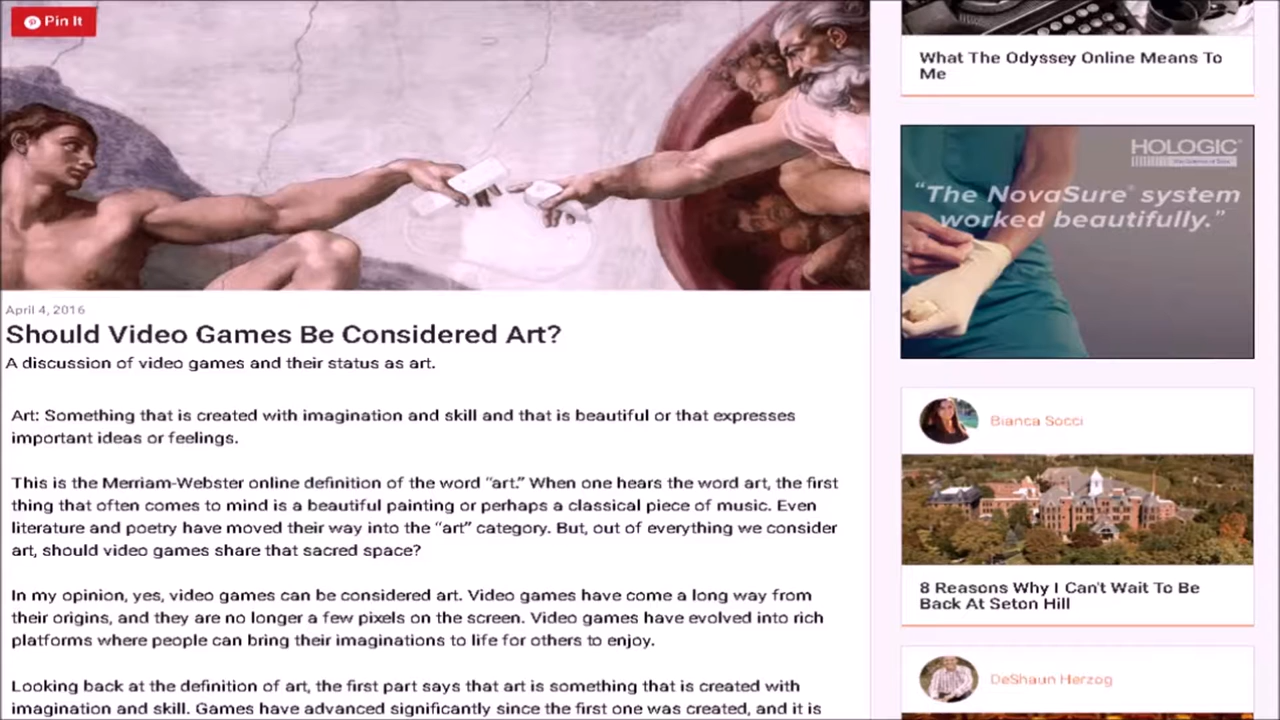 Pin It
April 4, 2016
Should Video Games Be Considered Art?
A discussion of video games and their status as art.
Art: Something that is created with imagination and skill and that is beautiful or that expresses
important ideas or feelings.
This is the Merriam-Webster online definition of the word “art.” When one hears the word art, the first
thing that often comes to mind is a beautiful painting or perhaps a classical piece of music. Even
literature and poetry have moved their way into the “art” category. But, out of everything we consider
art, should video games share that sacred space?
In my opinion, yes, video games can be considered art. Video games have come a long way from
their origins, and they are no longer a few pixels on the screen. Video games have evolved into rich
platforms where people can bring their imaginations to life for others to enjoy.
Looking back at the definition of art, the first part says that art is something that is created with
imagination and skill. Games have advanced significantly since the first one was created, and it is
What The Odyssey Online Means To
Me
HOLOGIC®
“The NovaSure® system
worked beautifully.”
Bianca Socci
8 Reasons Why I Can't Wait To Be
Back At Seton Hill
DeShaun Herzog